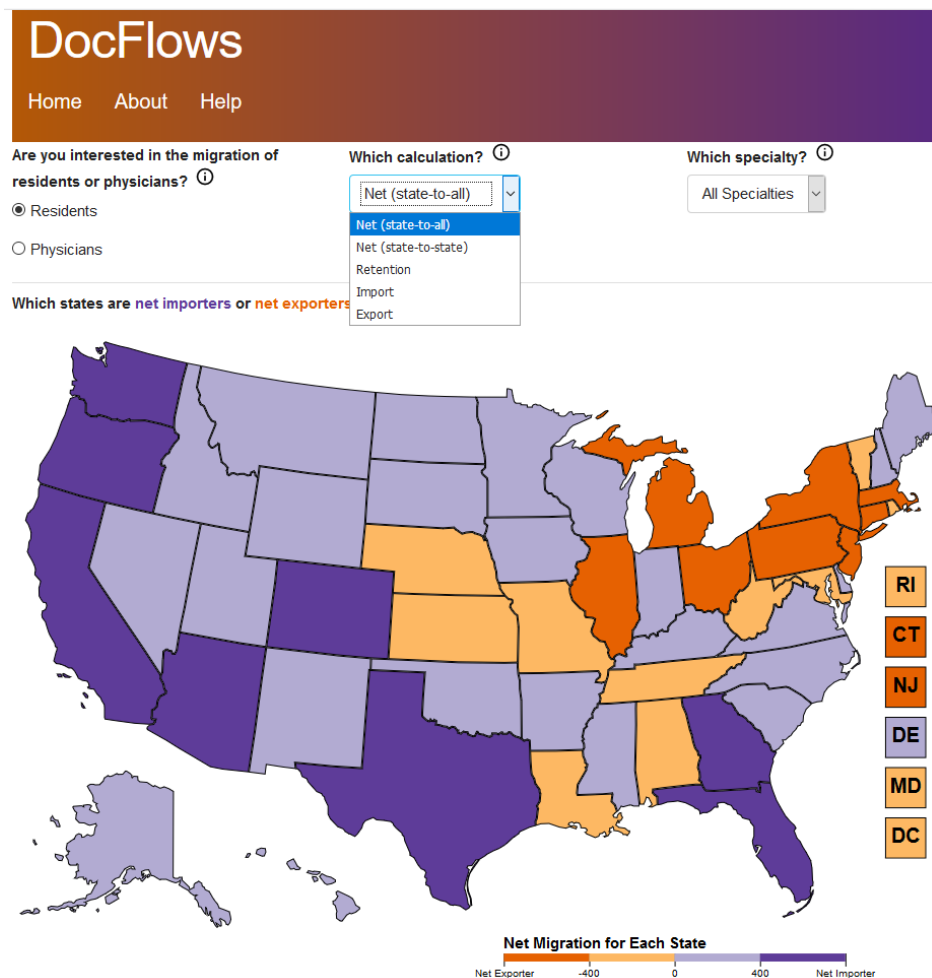 DocFlows
Home About Help
Are you interested in the migration of
residents or physicians?
Residents
Physicians
Which calculation?
Net (state-to-all)
Net (state-to-all)
Net (state-to-state)
Retention
Import
Export
Which specialty?
All Specialties
Which states are net importers or net exporters
RI
CT
NJ
DE
MD
DC
Net Migration for Each State
Net Exporter -400 0 400 Net Importer